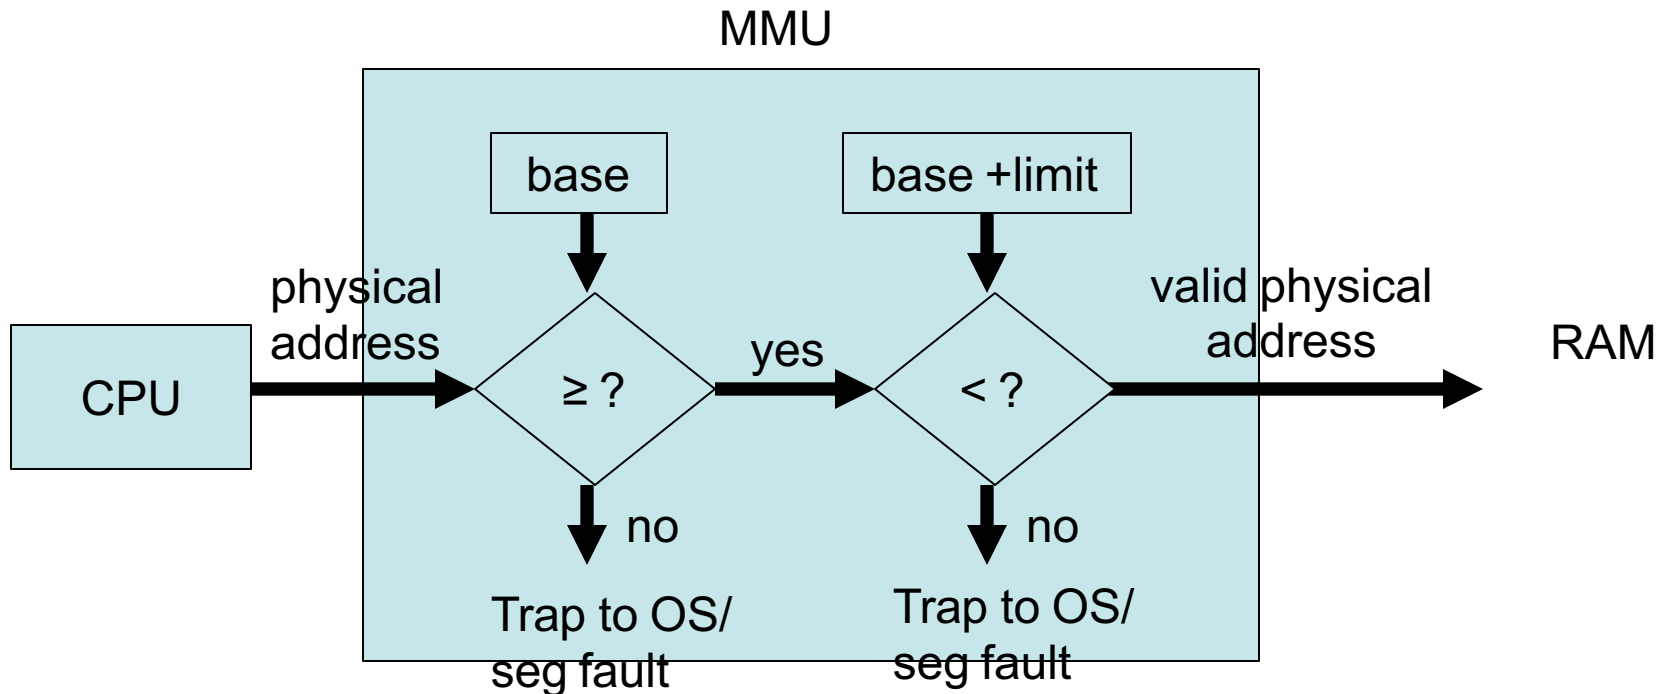 MMU
base
base +limit
physical
address
valid physical
address
CPU
≥ ?
yes
< ?
RAM
no
no
Trap to OS/
seg fault
Trap to OS/
seg fault